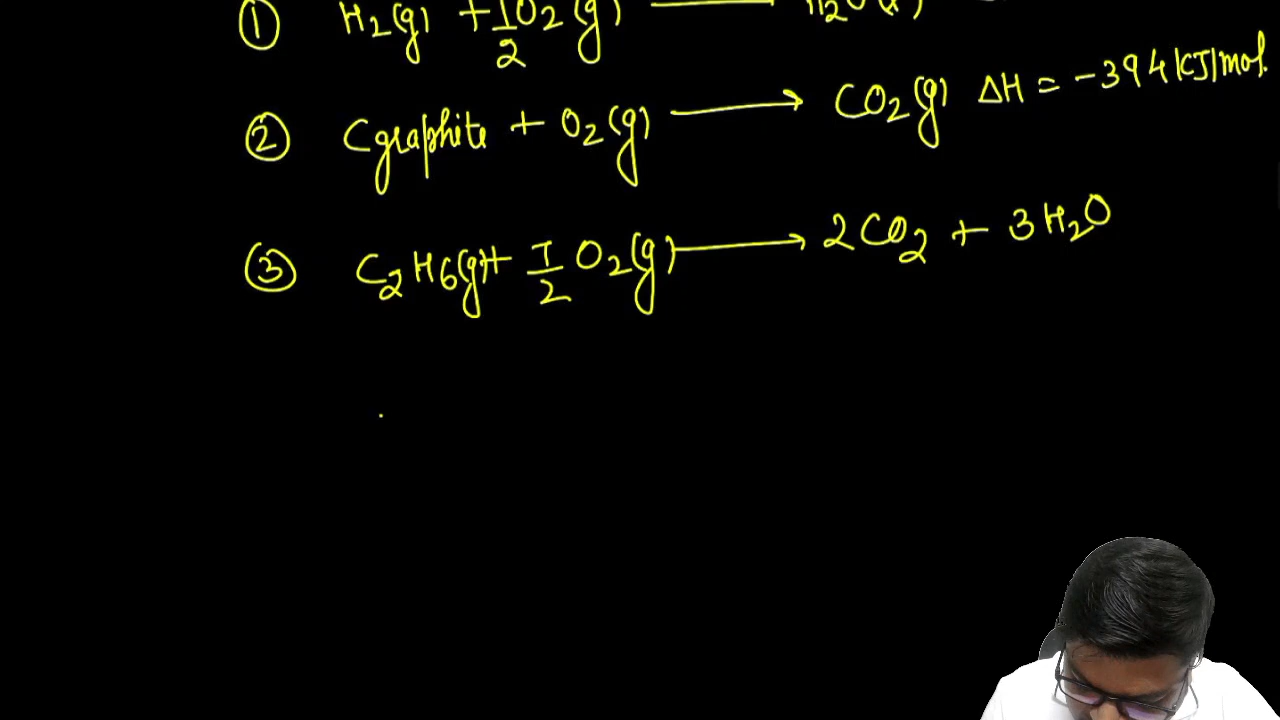 ① H₂(g) + 1/2 O₂(g) ⟶ H₂O(l)
② Cgraphite + O₂(g) ⟶ CO₂(g) ΔH = -394 KJ/mol.
③ C₂H6(g) + 7/2 O₂(g) ⟶ 2CO₂ + 3H₂O